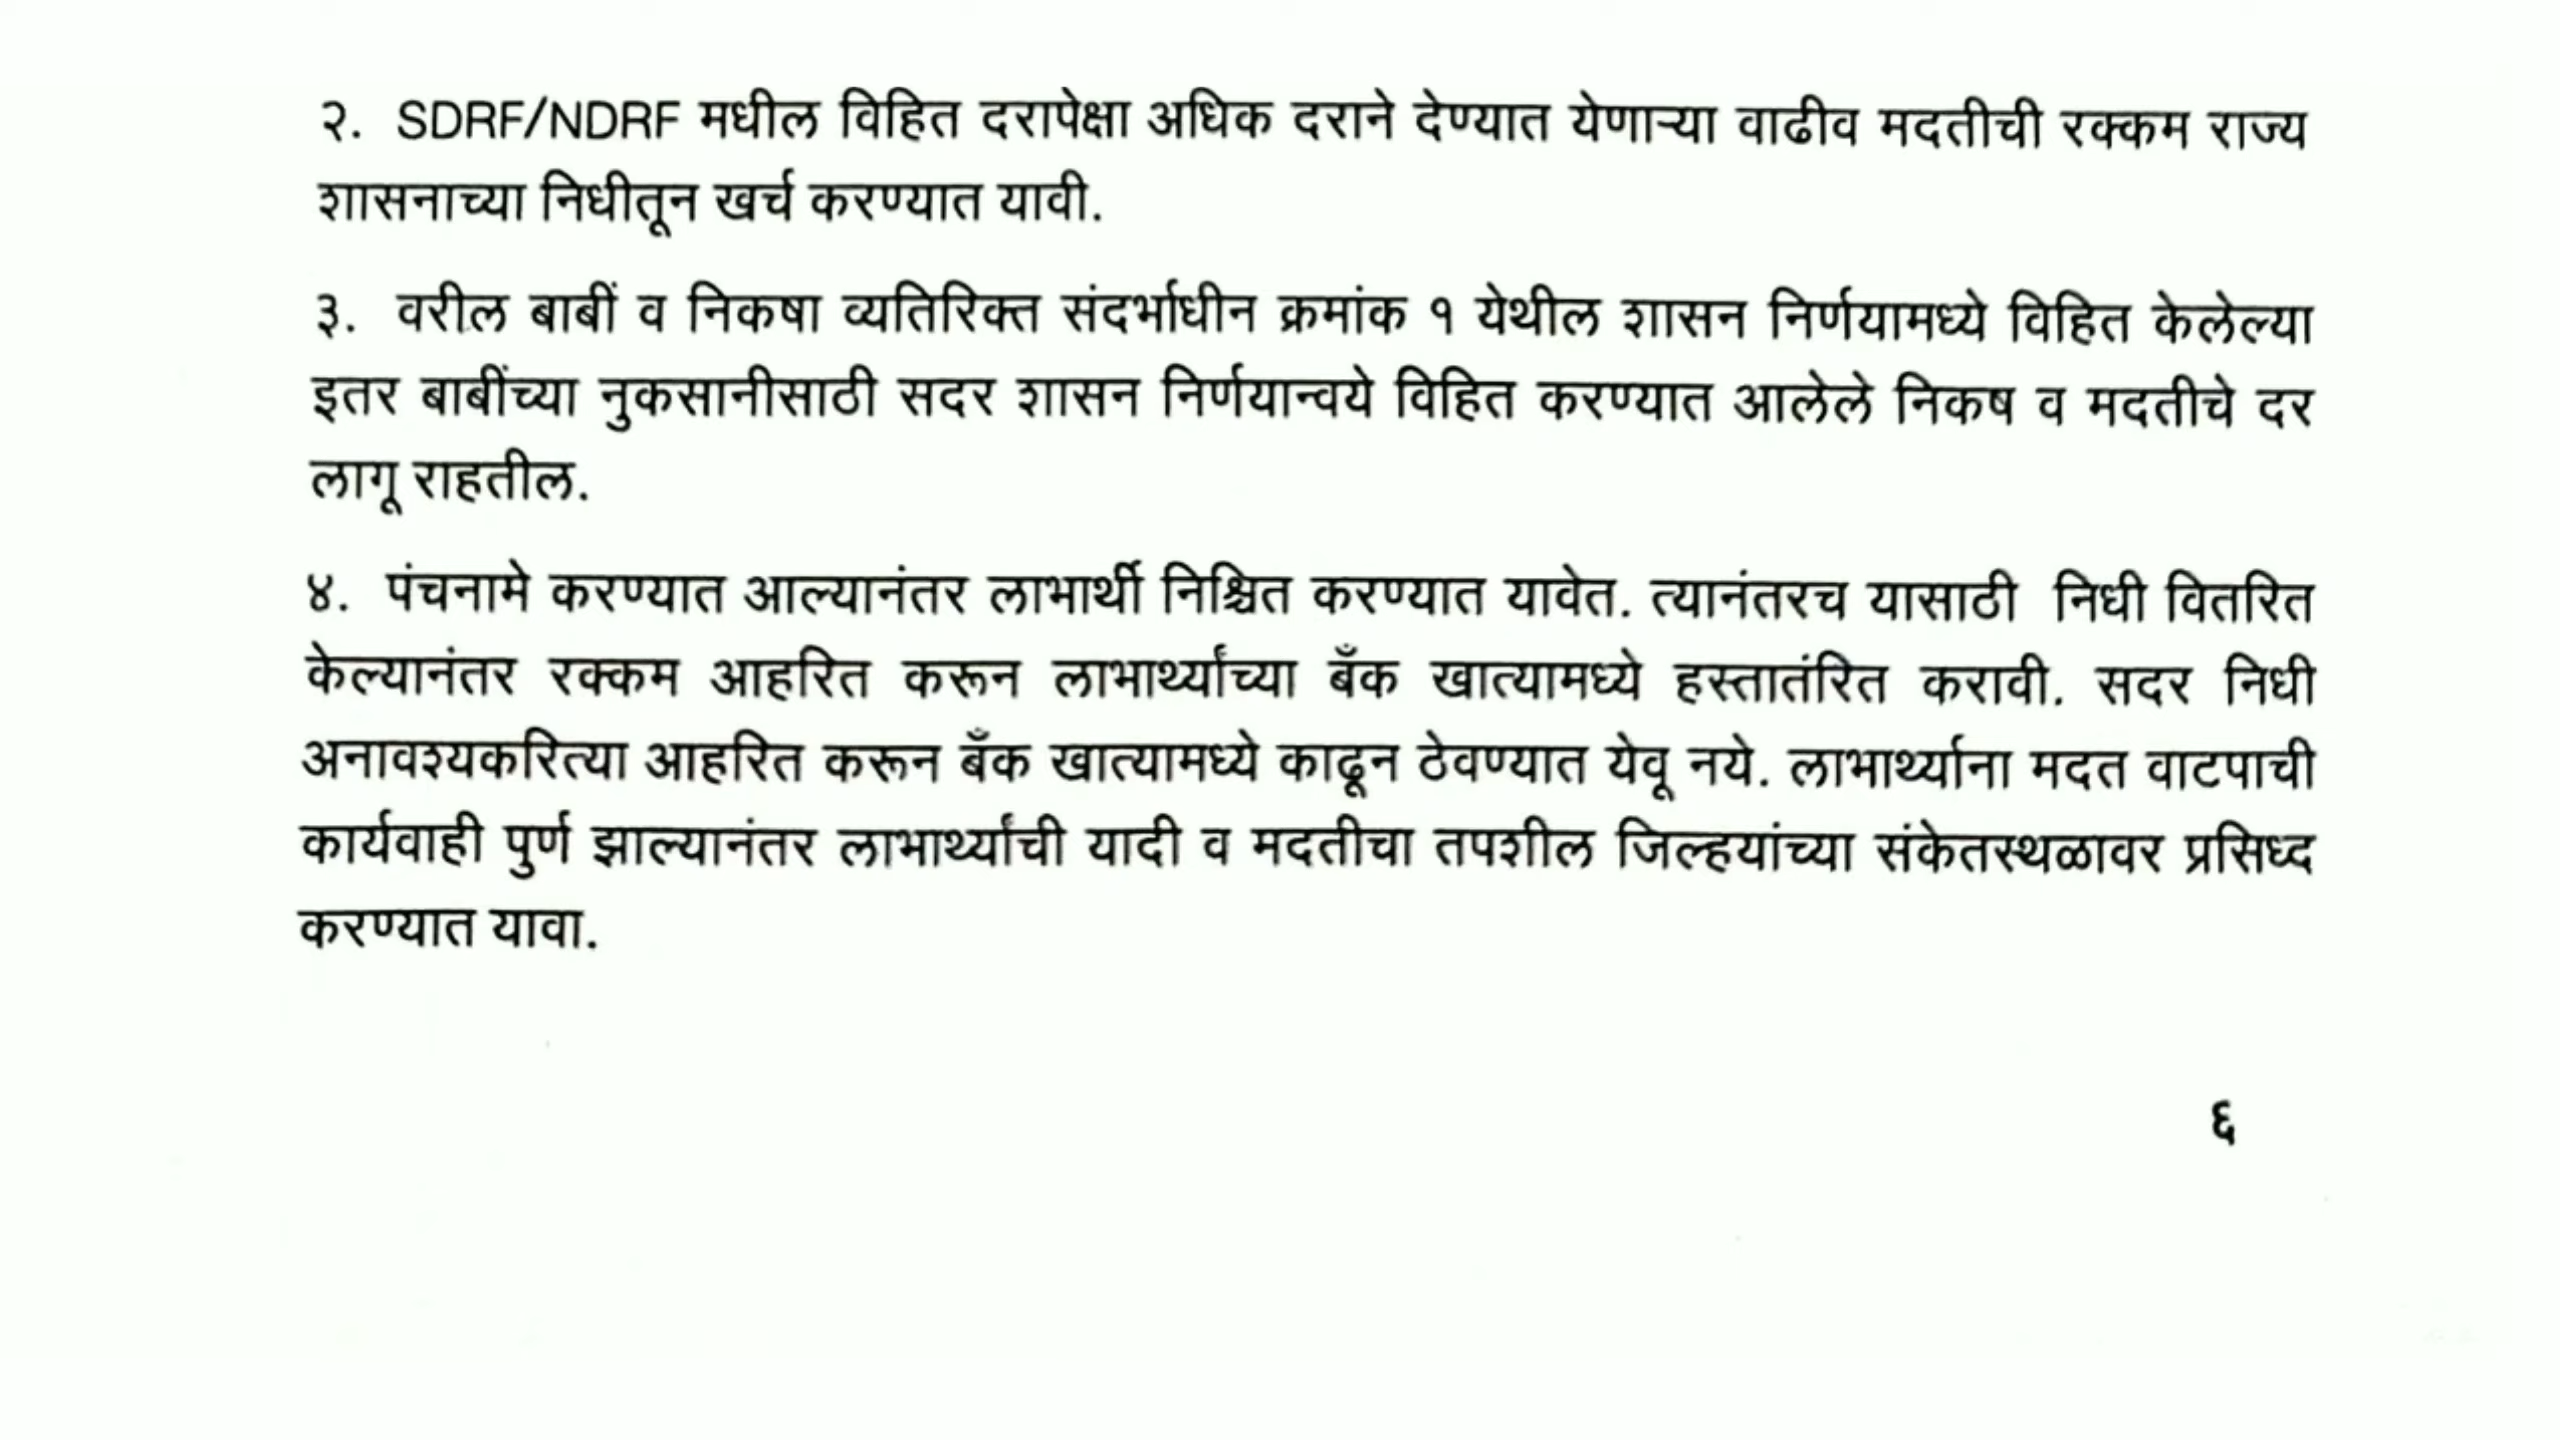 २. SDRF/NDRF मधील विहित दरापेक्षा अधिक दराने देण्यात येणाऱ्या वाढीव मदतीची रक्कम राज्य
शासनाच्या निधीतून खर्च करण्यात यावी.
३. वरील बाबीं व निकषा व्यतिरिक्त संदर्भाधीन क्रमांक १ येथील शासन निर्णयामध्ये विहित केलेल्या
इतर बाबींच्या नुकसानीसाठी सदर शासन निर्णयान्वये विहित करण्यात आलेले निकष व मदतीचे दर
लागू राहतील.
४. पंचनामे करण्यात आल्यानंतर लाभार्थी निश्चित करण्यात यावेत. त्यानंतरच यासाठी निधी वितरित
केल्यानंतर रक्कम आहरित करून लाभार्थ्यांच्या बँक खात्यामध्ये हस्तातंरित करावी. सदर निधी
अनावश्यकरित्या आहरित करून बँक खात्यामध्ये काढून ठेवण्यात येवू नये. लाभार्थ्याना मदत वाटपाची
कार्यवाही पुर्ण झाल्यानंतर लाभार्थ्यांची यादी व मदतीचा तपशील जिल्हयांच्या संकेतस्थळावर प्रसिध्द
करण्यात यावा.
६